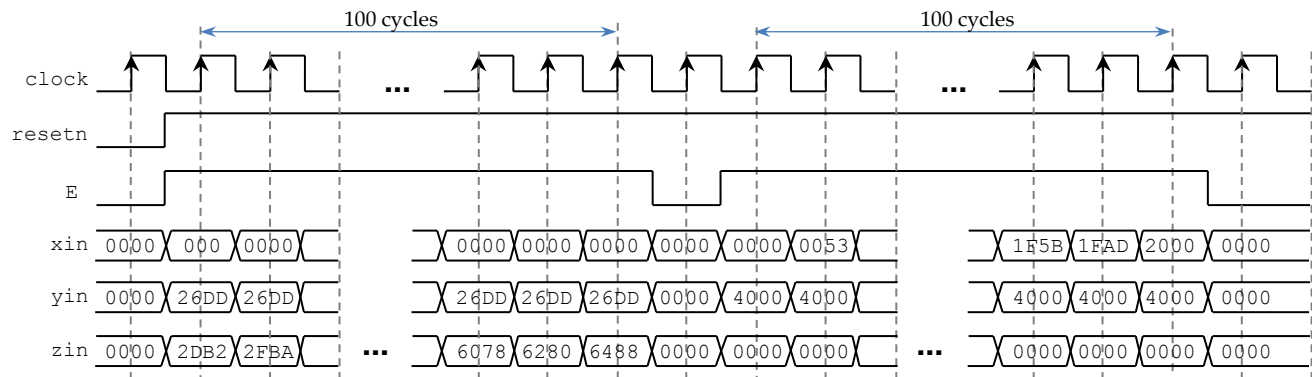 100 cycles 100 cycles
clock ... ...
resetn
E
xin 0000 000 0000 0000 0000 0000 0000 0000 0053 1F5B 1FAD 2000 0000
yin 0000 26DD 26DD 26DD 26DD 26DD 0000 4000 4000 4000 4000 4000 0000
zin 0000 2DB2 2FBA ... 6078 6280 6488 0000 0000 0000 ... 0000 0000 0000 0000